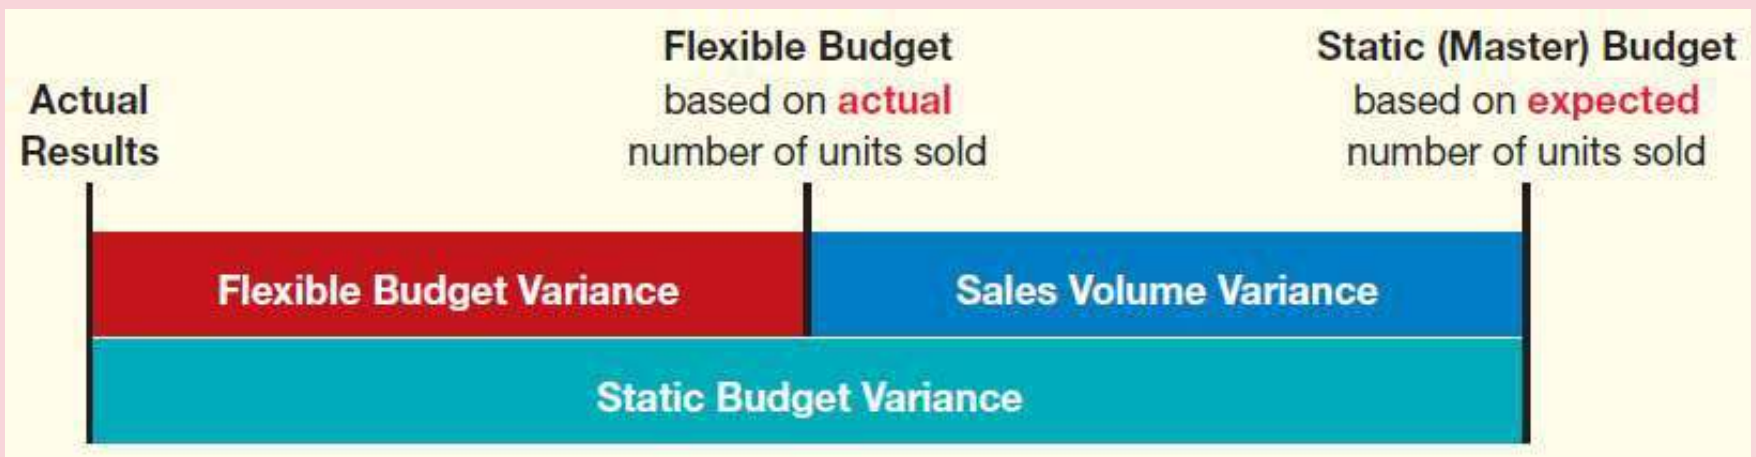 Actual
Results
Flexible Budget
based on actual
number of units sold
Static (Master) Budget
based on expected
number of units sold
Flexible Budget Variance
Sales Volume Variance
Static Budget Variance